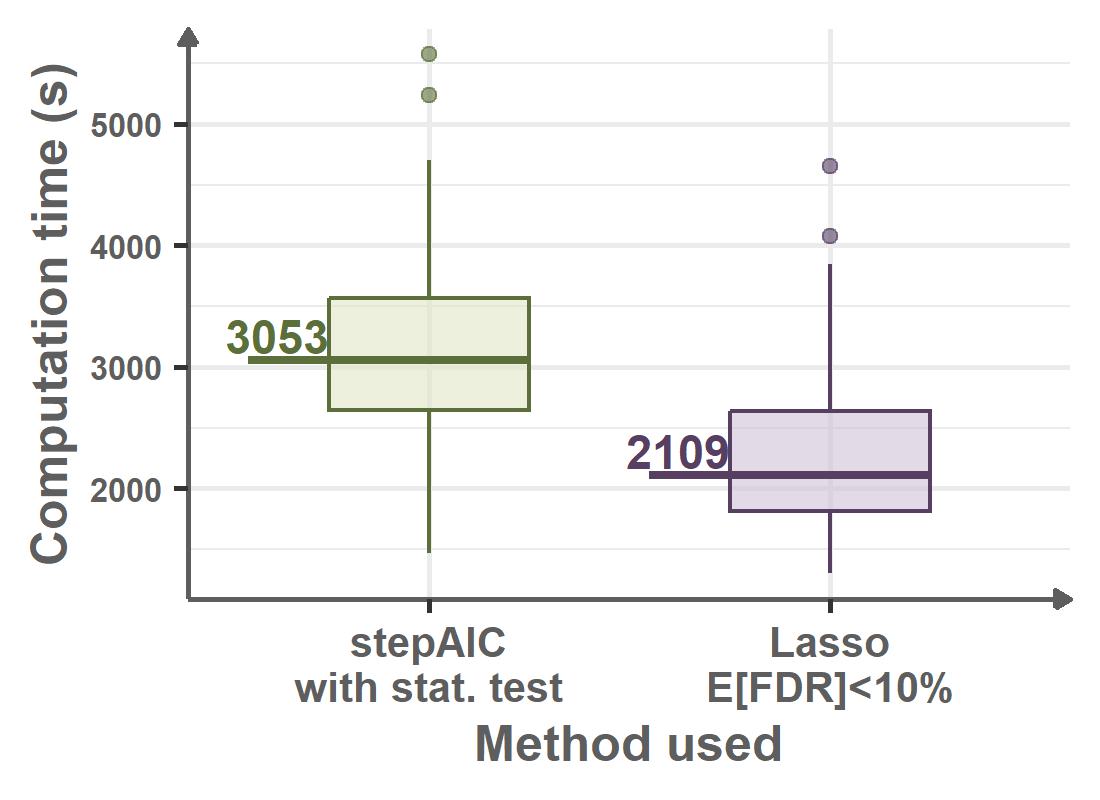 Computation time (s)
5000
4000
3000
2000
3053
2109
stepAIC
with stat. test
Lasso
E[FDR]<10%
Method used